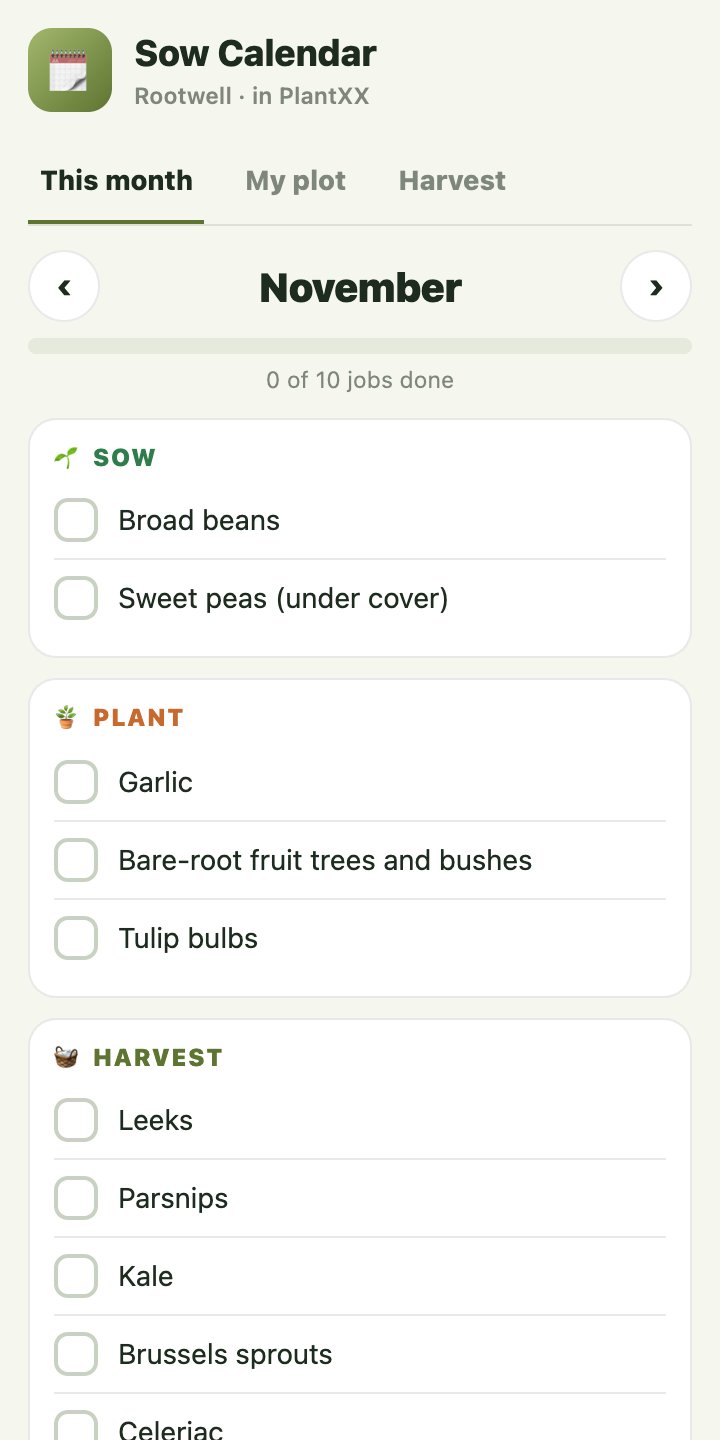 Sow Calendar
Rootwell · in PlantXX
This month My plot Harvest
‹ November ›
0 of 10 jobs done
SOW
Broad beans
Sweet peas (under cover)
PLANT
Garlic
Bare-root fruit trees and bushes
Tulip bulbs
HARVEST
Leeks
Parsnips
Kale
Brussels sprouts
Celeriac